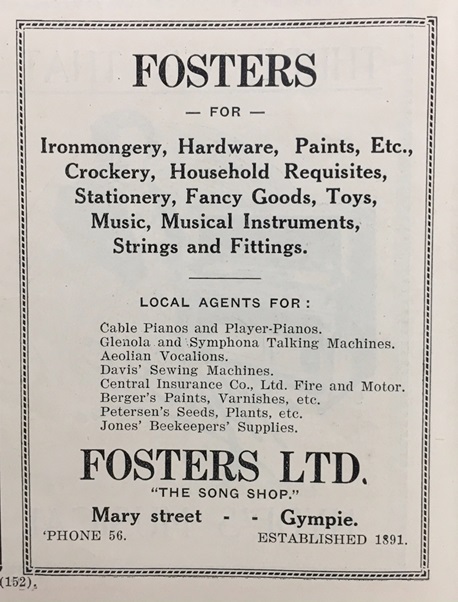 FOSTERS
— FOR —
Ironmongery, Hardware, Paints, Etc.,
Crockery, Household Requisites,
Stationery, Fancy Goods, Toys,
Music, Musical Instruments,
Strings and Fittings.
LOCAL AGENTS FOR :
Cable Pianos and Player-Pianos.
Glenola and Symphona Talking Machines.
Aeolian Vocalions.
Davis' Sewing Machines.
Central Insurance Co., Ltd. Fire and Motor.
Berger's Paints, Varnishes, etc.
Petersen's Seeds, Plants, etc.
Jones' Beekeepers' Supplies.
FOSTERS LTD.
"THE SONG SHOP."
Mary street - - Gympie.
'PHONE 56. ESTABLISHED 1891.
(152).